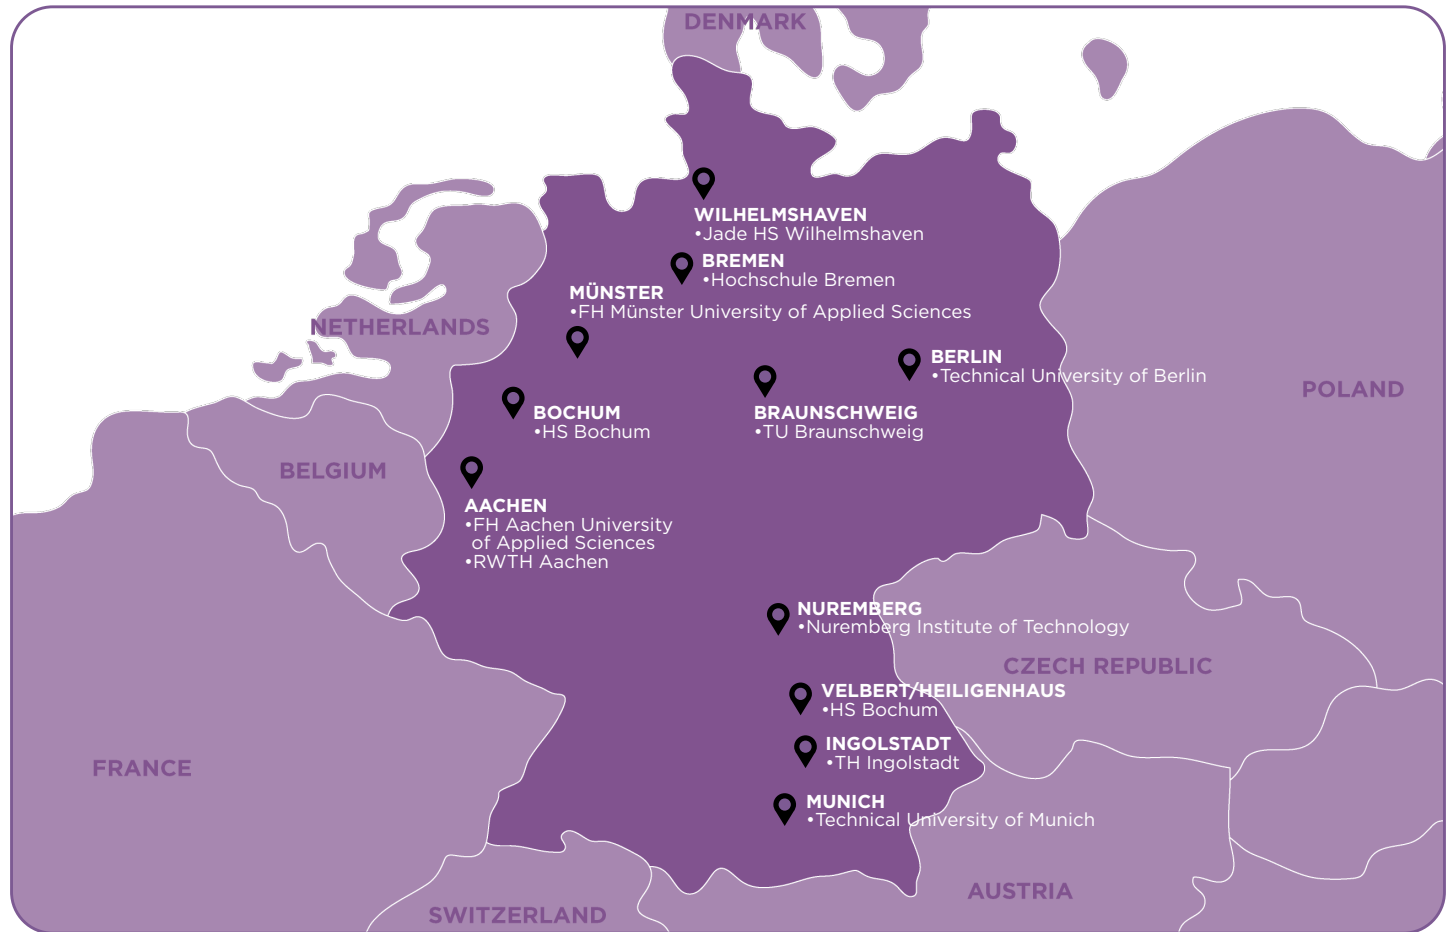 DENMARK
WILHELMSHAVEN
•Jade HS Wilhelmshaven
BREMEN
•Hochschule Bremen
MÜNSTER
•FH Münster University of Applied Sciences
NETHERLANDS
BERLIN
•Technical University of Berlin
POLAND
BOCHUM
•HS Bochum
BRAUNSCHWEIG
•TU Braunschweig
BELGIUM
AACHEN
•FH Aachen University
of Applied Sciences
•RWTH Aachen
NUREMBERG
•Nuremberg Institute of Technology
CZECH REPUBLIC
VELBERT/HEILIGENHAUS
•HS Bochum
INGOLSTADT
•TH Ingolstadt
FRANCE
MUNICH
•Technical University of Munich
AUSTRIA
SWITZERLAND